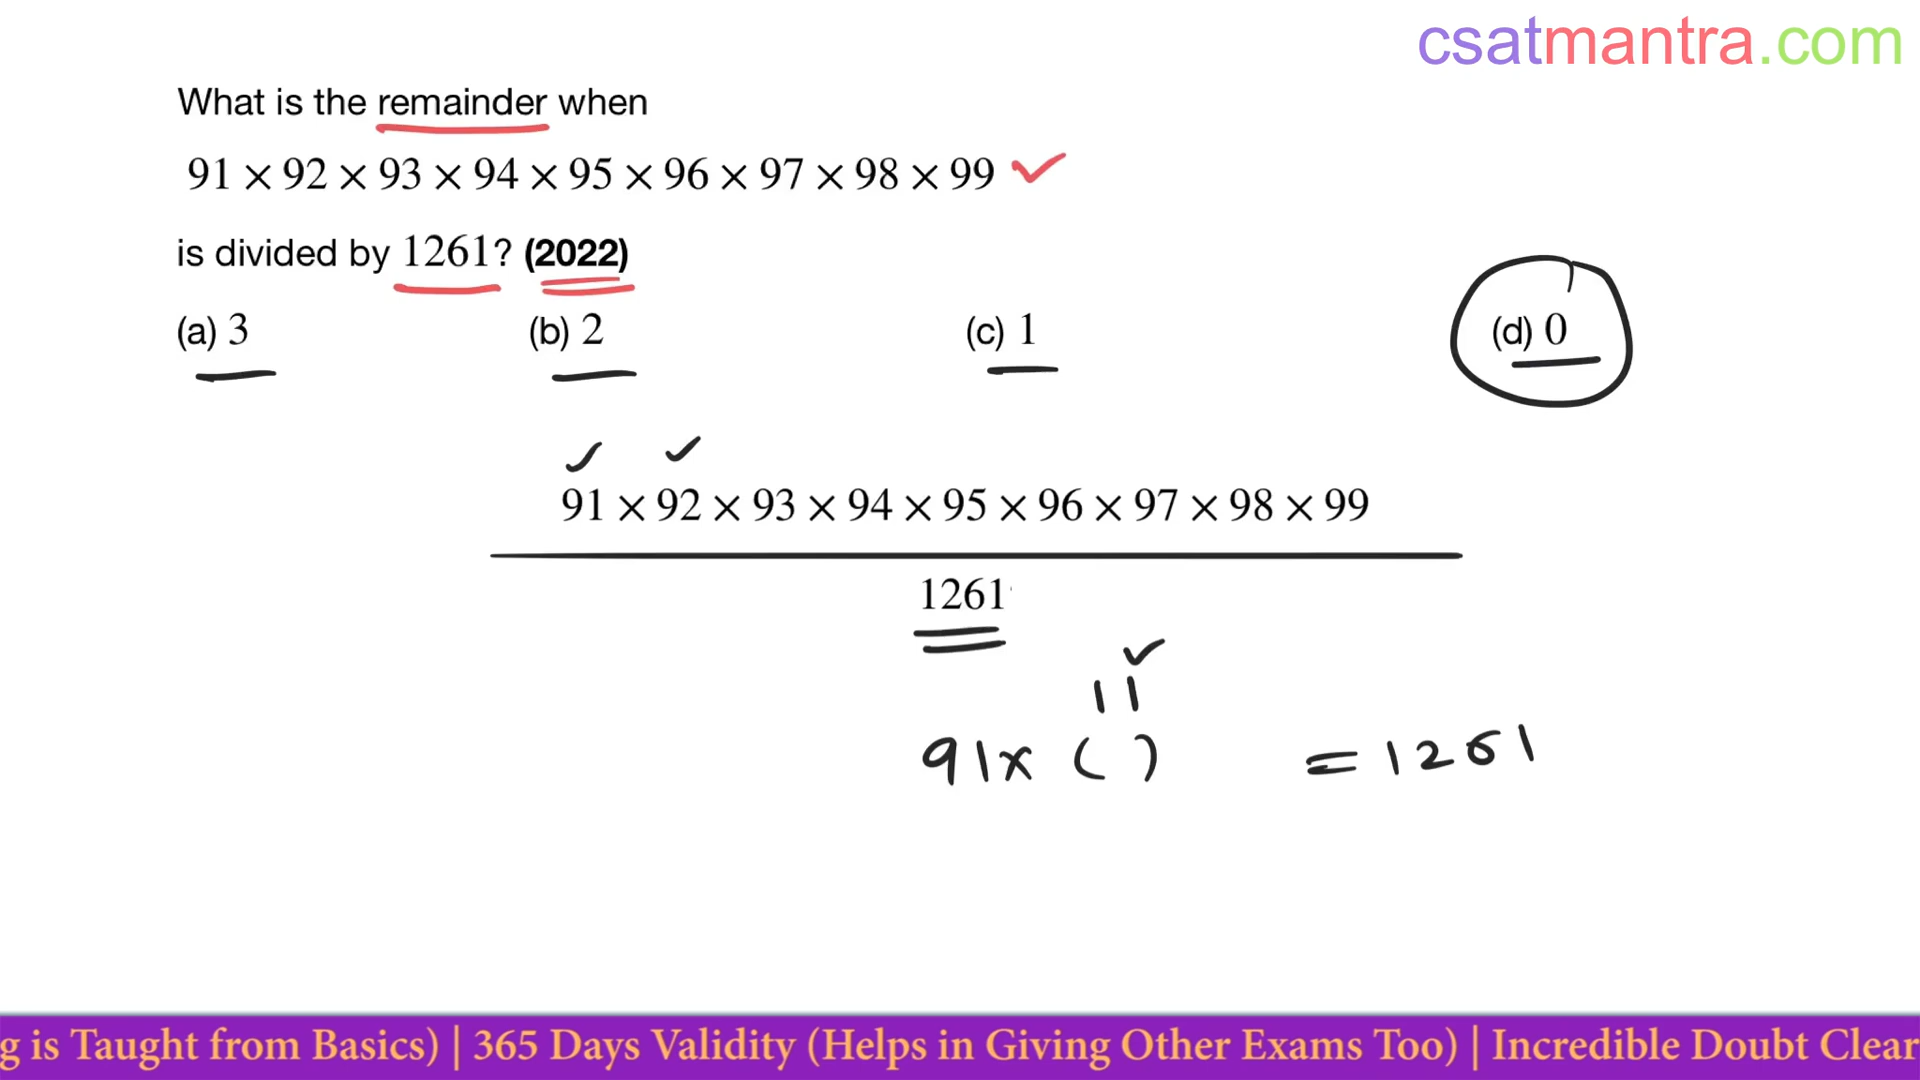 csatmantra.com
What is the remainder when
91 × 92 × 93 × 94 × 95 × 96 × 97 × 98 × 99
is divided by 1261? (2022)
(a) 3 (b) 2 (c) 1 (d) 0
91 × 92 × 93 × 94 × 95 × 96 × 97 × 98 × 99
1261
11
91x ( ) = 1261
g is Taught from Basics) | 365 Days Validity (Helps in Giving Other Exams Too) | Incredible Doubt Clear